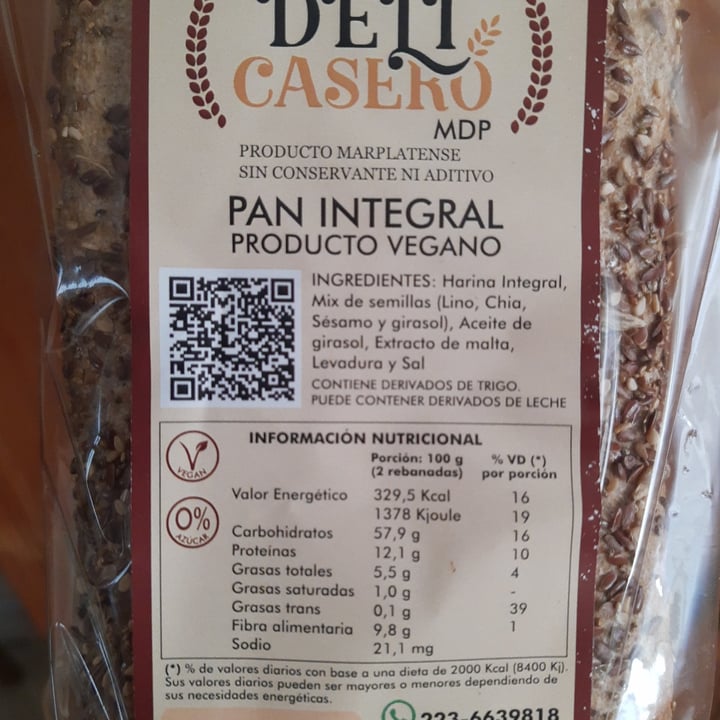 DELI
CASERO
MDP
PRODUCTO MARPLATENSE
SIN CONSERVANTE NI ADITIVO
PAN INTEGRAL
PRODUCTO VEGANO
INGREDIENTES: Harina Integral,
Mix de semillas (Lino, Chia,
Sésamo y girasol), Aceite de
girasol, Extracto de malta,
Levadura y Sal
CONTIENE DERIVADOS DE TRIGO.
PUEDE CONTENER DERIVADOS DE LECHE
VEGAN
0%
AZUCAR
INFORMACIÓN NUTRICIONAL
Porción: 100 g % VD (*)
(2 rebanadas) por porción
Valor Energético 329,5 Kcal 16
1378 Kjoule 19
Carbohidratos 57,9 g 16
Proteínas 12,1 g 10
Grasas totales 5,5 g 4
Grasas saturadas 1,0 g -
Grasas trans 0,1 g 39
Fibra alimentaria 9,8 g 1
Sodio 21,1 mg
(*) % de valores diarios con base a una dieta de 2000 Kcal (8400 Kj).
Sus valores diarios pueden ser mayores o menores dependiendo de
sus necesidades energéticas.
223-6639818